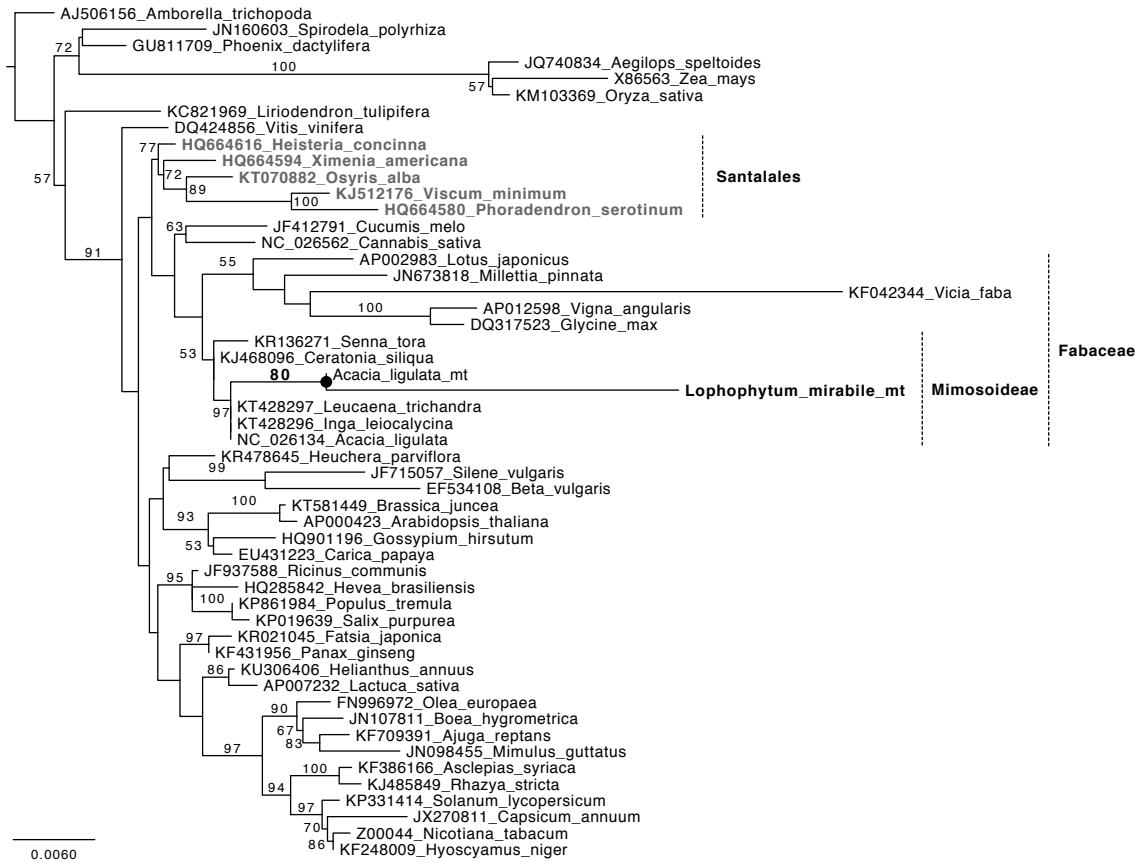 AJ506156_Amborella_trichopoda
JN160603_Spirodela_polyrhiza
72
GU811709_Phoenix_dactylifera
100
JQ740834_Aegilops_speltoides
X86563_Zea_mays
57
KM103369_Oryza_sativa
KC821969_Liriodendron_tulipifera
DQ424856_Vitis_vinifera
77
HQ664616_Heisteria_concinna
HQ664594_Ximenia_americana
57
72
KT070882_Osyris_alba
Santalales
89
KJ512176_Viscum_minimum
100
HQ664580_Phoradendron_serotinum
63
JF412791_Cucumis_melo
NC_026562_Cannabis_sativa
91
55
AP002983_Lotus_japonicus
JN673818_Millettia_pinnata
KF042344_Vicia_faba
100
AP012598_Vigna_angularis
DQ317523_Glycine_max
KR136271_Senna_tora
53
KJ468096_Ceratonia_siliqua
Fabaceae
80
Acacia_ligulata_mt
Lophophytum_mirabile_mt
Mimosoideae
97
KT428297_Leucaena_trichandra
KT428296_Inga_leiocalycina
NC_026134_Acacia_ligulata
KR478645_Heuchera_parviflora
99
JF715057_Silene_vulgaris
EF534108_Beta_vulgaris
100
KT581449_Brassica_juncea
93
AP000423_Arabidopsis_thaliana
HQ901196_Gossypium_hirsutum
53
EU431223_Carica_papaya
95
JF937588_Ricinus_communis
HQ285842_Hevea_brasiliensis
100
KP861984_Populus_tremula
KP019639_Salix_purpurea
97
KR021045_Fatsia_japonica
KF431956_Panax_ginseng
86
KU306406_Helianthus_annuus
AP007232_Lactuca_sativa
90
FN996972_Olea_europaea
JN107811_Boea_hygrometrica
67
KF709391_Ajuga_reptans
83
97
JN098455_Mimulus_guttatus
100
KF386166_Asclepias_syriaca
KJ485849_Rhazya_stricta
94
97
KP331414_Solanum_lycopersicum
JX270811_Capsicum_annuum
70
Z00044_Nicotiana_tabacum
86
KF248009_Hyoscyamus_niger
0.0060